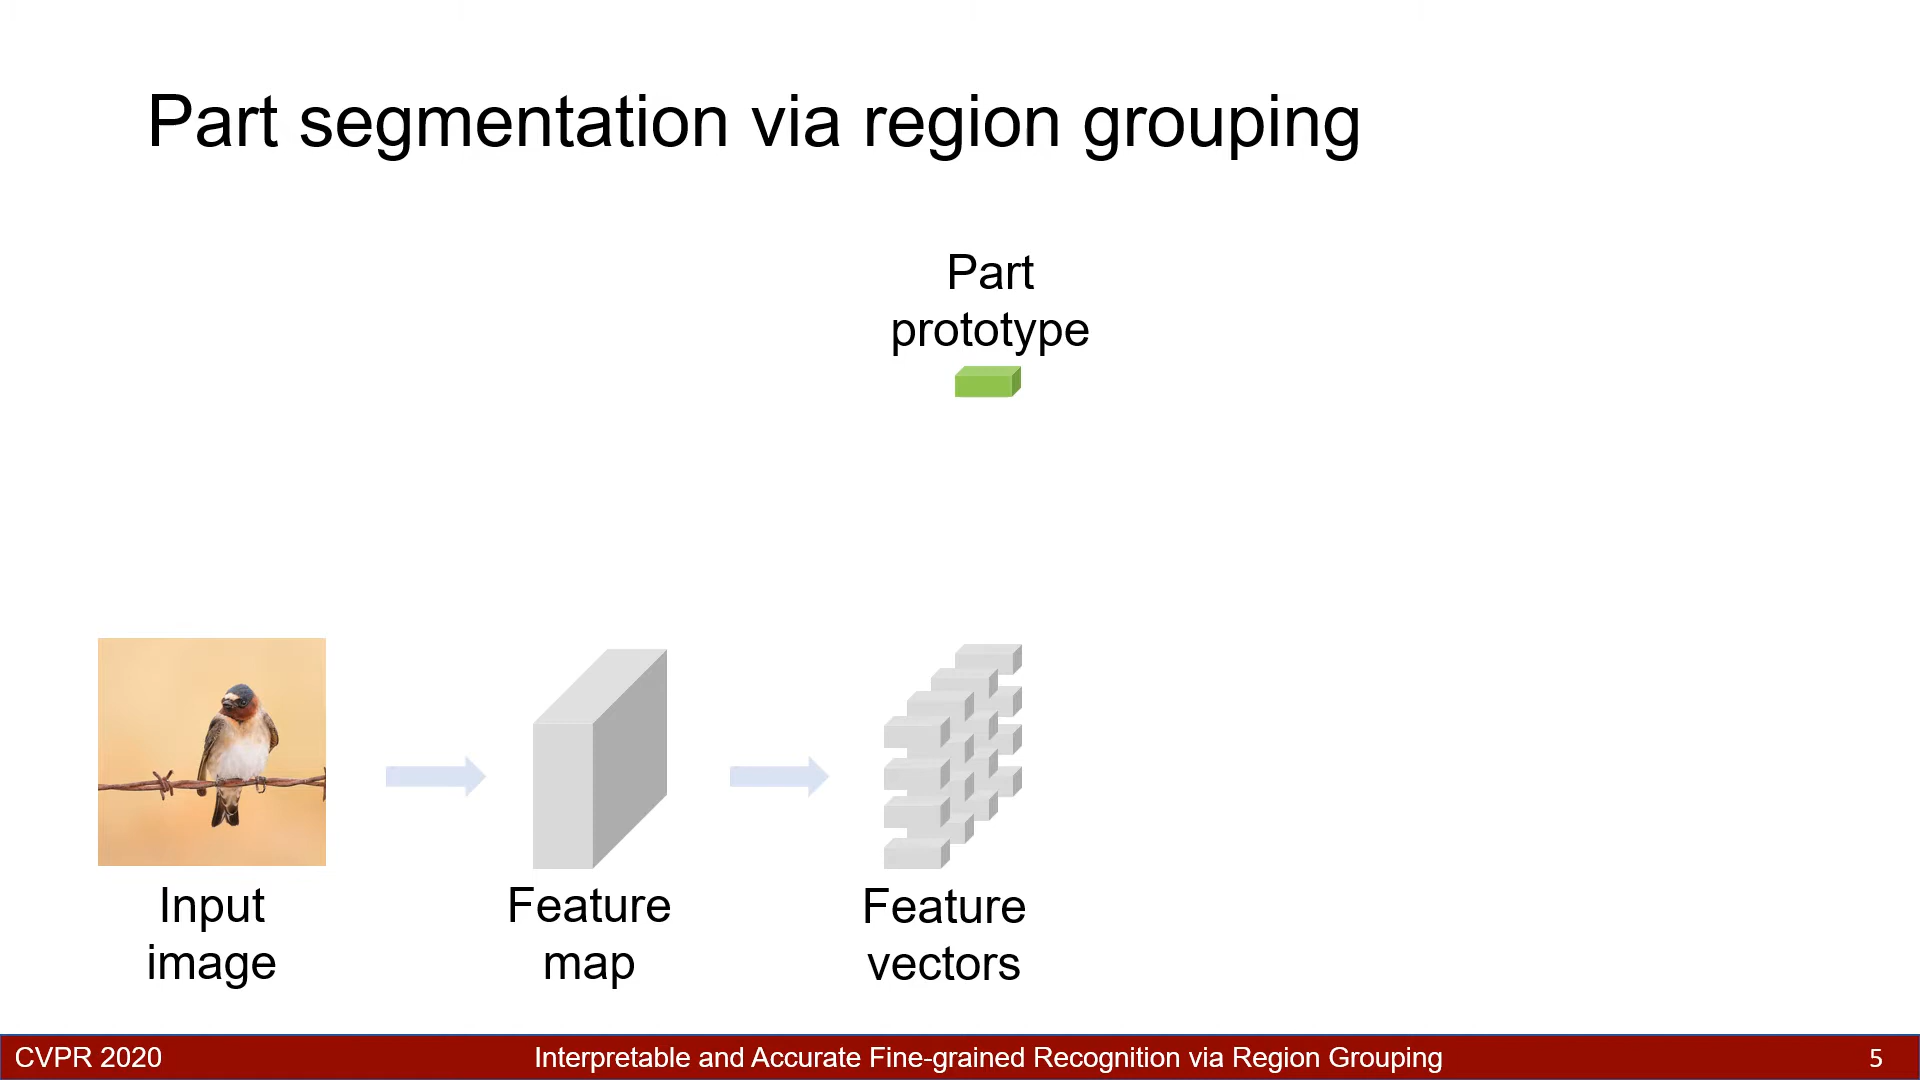 Part segmentation via region grouping
Part
prototype
Input
image
Feature
map
Feature
vectors
CVPR 2020
Interpretable and Accurate Fine-grained Recognition via Region Grouping
5